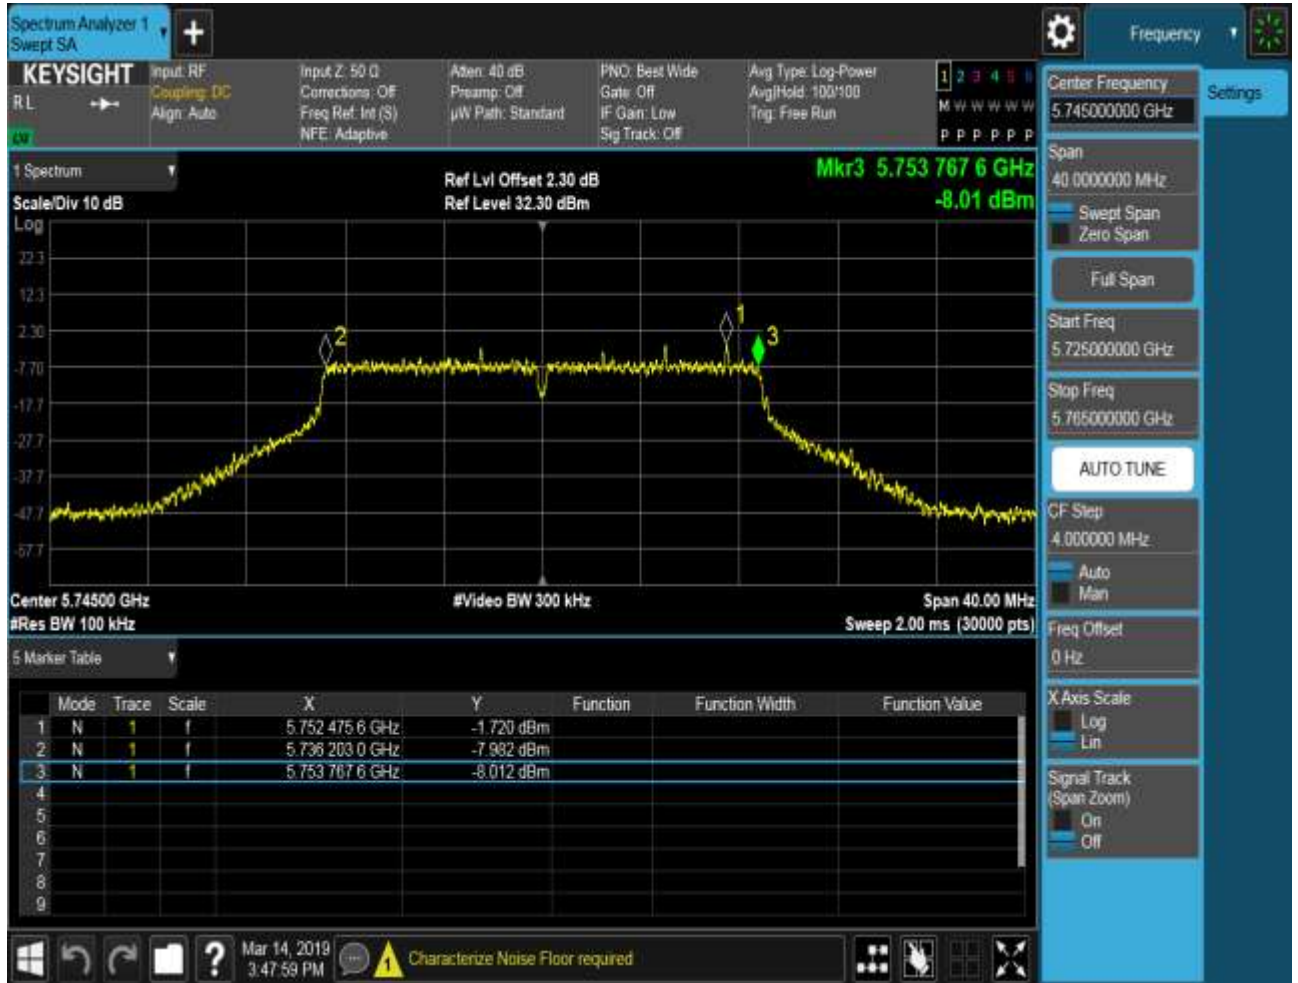 Spectrum Analyzer 1
Swept SA
+
Frequency
KEYSIGHT
RL
Input: RF
Coupling: DC
Align: Auto
Input Z: 50 Ω
Corrections: Off
Freq Ref: Int (S)
NFE: Adaptive
Atten: 40 dB
Preamp: Off
µW Path: Standard
PNO: Best Wide
Gate: Off
IF Gain: Low
Sig Track: Off
Avg Type: Log-Power
Avg|Hold: 100/100
Trig: Free Run
1 2 3 4 5 6
M W W W W W
P P P P P P
1 Spectrum
Scale/Div 10 dB
Ref Lvl Offset 2.30 dB
Ref Level 32.30 dBm
Mkr3 5.753 767 6 GHz
-8.01 dBm
Log
22.3
12.3
2.30
-7.70
-17.7
-27.7
-37.7
-47.7
-57.7
2
1
3
Center 5.74500 GHz
#Video BW 300 kHz
Span 40.00 MHz
#Res BW 100 kHz
Sweep 2.00 ms (30000 pts)
5 Marker Table
Mode Trace Scale X Y Function Function Width Function Value
1 N 1 f 5.752 475 6 GHz -1.720 dBm
2 N 1 f 5.736 203 0 GHz -7.982 dBm
3 N 1 f 5.753 767 6 GHz -8.012 dBm
4
5
6
7
8
9
?
Mar 14, 2019
3:47:59 PM
1
Characterize Noise Floor required
Center Frequency
5.745000000 GHz
Settings
Span
40.0000000 MHz
Swept Span
Zero Span
Full Span
Start Freq
5.725000000 GHz
Stop Freq
5.765000000 GHz
AUTO TUNE
CF Step
4.000000 MHz
Auto
Man
Freq Offset
0 Hz
X Axis Scale
Log
Lin
Signal Track
(Span Zoom)
On
Off